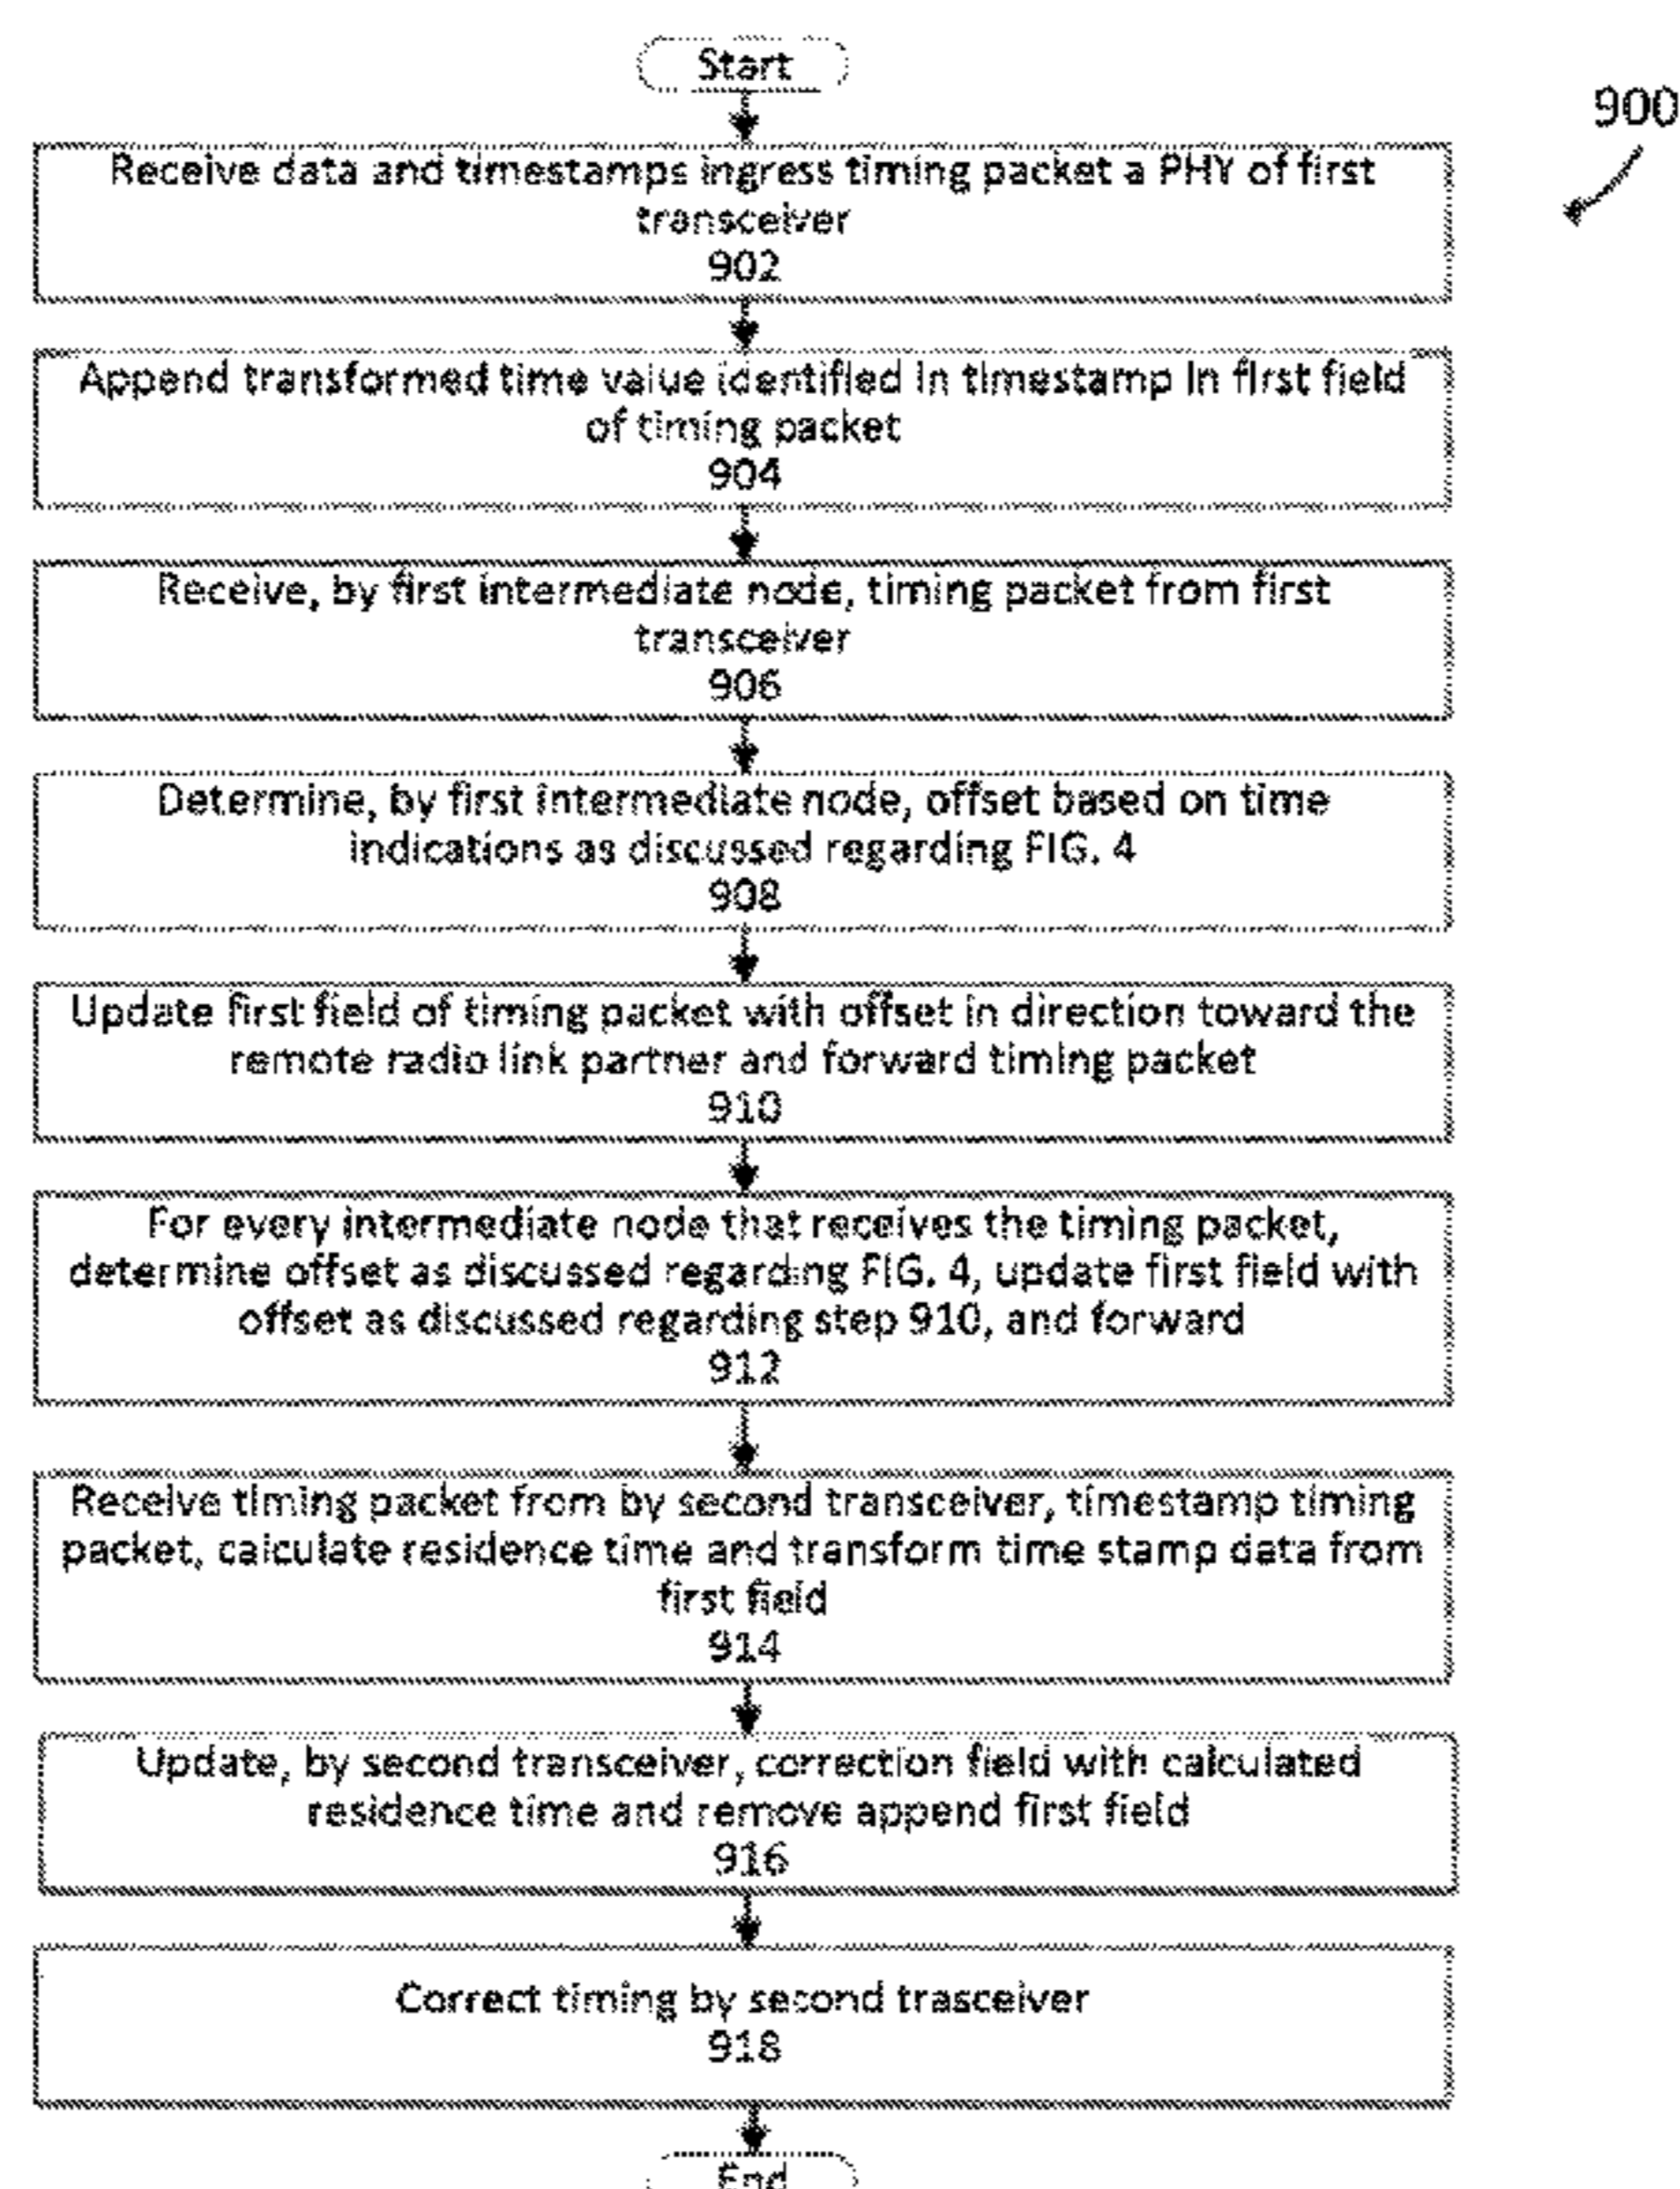 Start
900
Receive data and timestamps ingress timing packet a PHY of first
transceiver
902
Append transformed time value identified in timestamp in first field
of timing packet
904
Receive, by first intermediate node, timing packet from first
transceiver
906
Determine, by first intermediate node, offset based on time
indications as discussed regarding FIG. 4
908
Update first field of timing packet with offset in direction toward the
remote radio link partner and forward timing packet
910
For every intermediate node that receives the timing packet,
determine offset as discussed regarding FIG. 4, update first field with
offset as discussed regarding step 910, and forward
912
Receive timing packet from by second transceiver, timestamp timing
packet, calculate residence time and transform time stamp data from
first field
914
Update, by second transceiver, correction field with calculated
residence time and remove append first field
916
Correct timing by second trasceiver
918
End